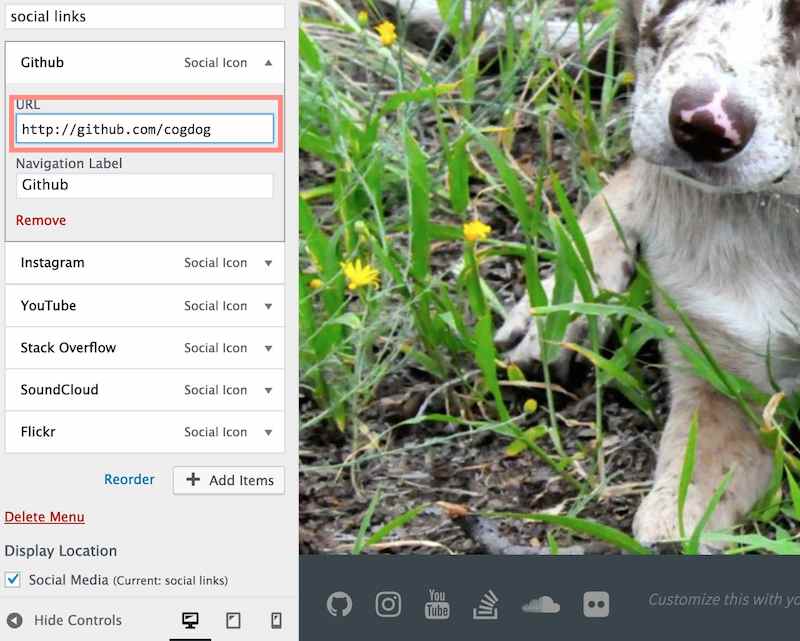 social links
Github Social Icon
URL
http://github.com/cogdog
Navigation Label
Github
Remove
Instagram Social Icon
YouTube Social Icon
Stack Overflow Social Icon
SoundCloud Social Icon
Flickr Social Icon
Reorder + Add Items
Delete Menu
Display Location
Social Media (Current: social links)
Hide Controls
You
Tube
Customize this with yo